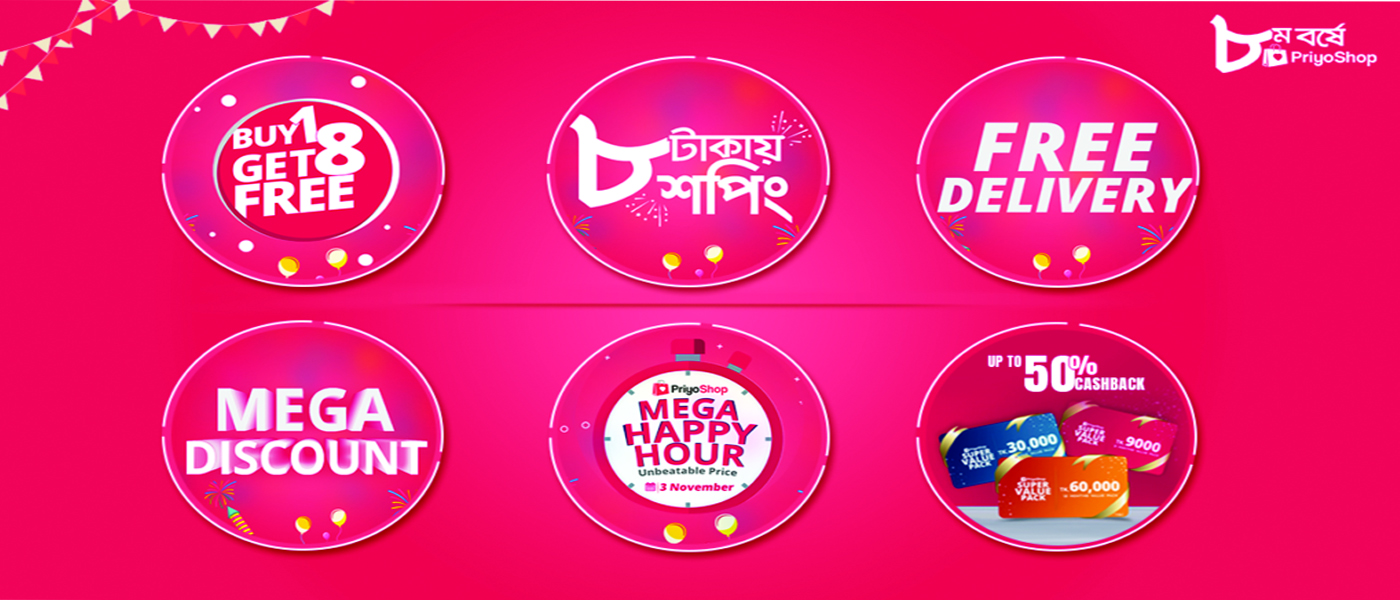 ৮ম বর্ষে
PriyoShop
BUY 1
GET 8
FREE
৮ টাকায়
শপিং
FREE
DELIVERY
MEGA
DISCOUNT
PriyoShop
MEGA
HAPPY
HOUR
Unbeatable Price
3 November
UP TO 50%
CASHBACK
SUPER
VALUE
PACK
TK.30,000
SUPER
VALUE
PACK
TK.9000
SUPER
VALUE
PACK
TK.60,000